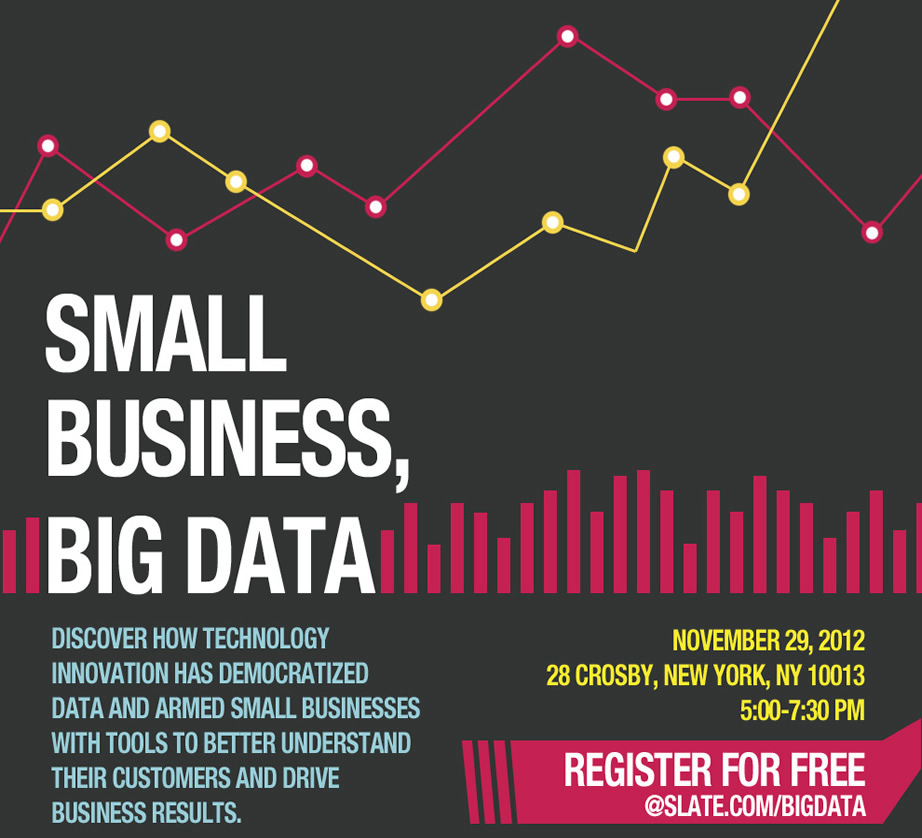 SMALL
BUSINESS,
BIG DATA
DISCOVER HOW TECHNOLOGY
INNOVATION HAS DEMOCRATIZED
DATA AND ARMED SMALL BUSINESSES
WITH TOOLS TO BETTER UNDERSTAND
THEIR CUSTOMERS AND DRIVE
BUSINESS RESULTS.
NOVEMBER 29, 2012
28 CROSBY, NEW YORK, NY 10013
5:00-7:30 PM
REGISTER FOR FREE
@SLATE.COM/BIGDATA